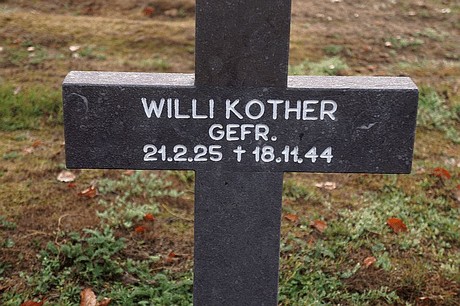 WILLI KOTHER
GEFR.
21.2.25 ✝ 18.11.44